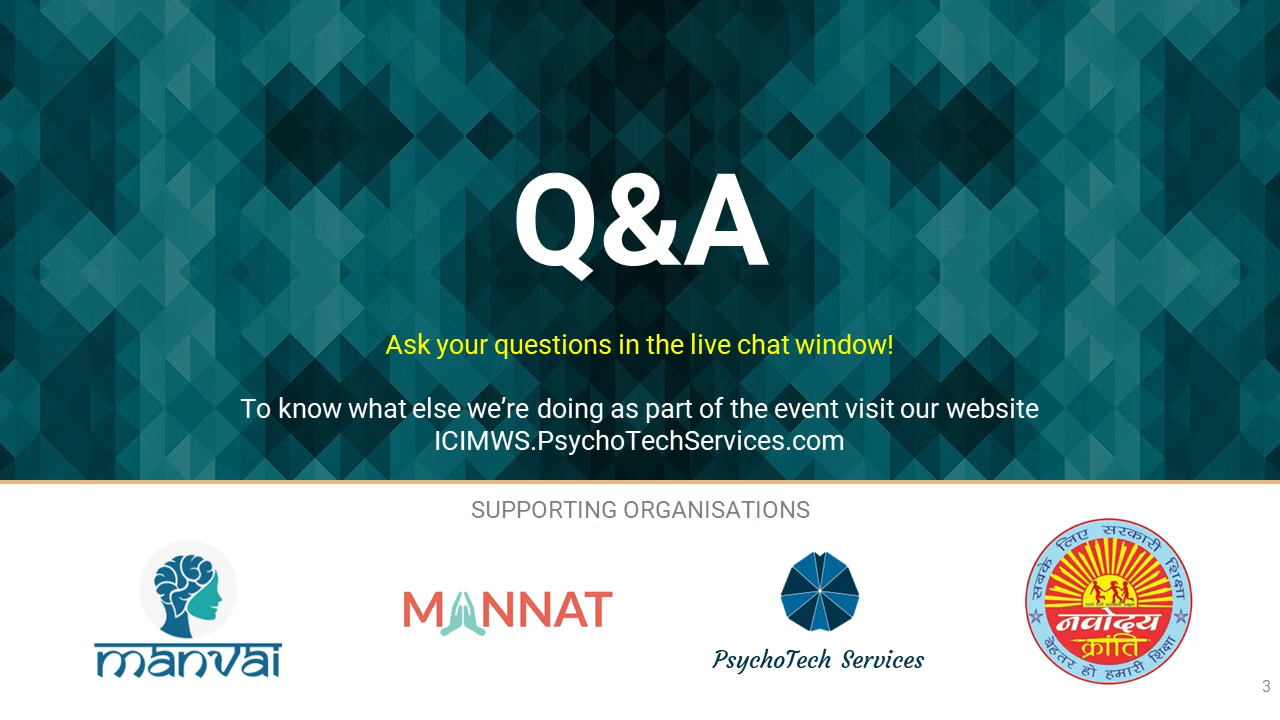 Q&A
Ask your questions in the live chat window!
To know what else we’re doing as part of the event visit our website
ICIMWS.PsychoTechServices.com
SUPPORTING ORGANISATIONS
manvai
MANNAT
PsychoTech Services
सबके लिए सरकारी शिक्षा
नवोदय
क्रांति
बेहतर हो हमारी शिक्षा
3